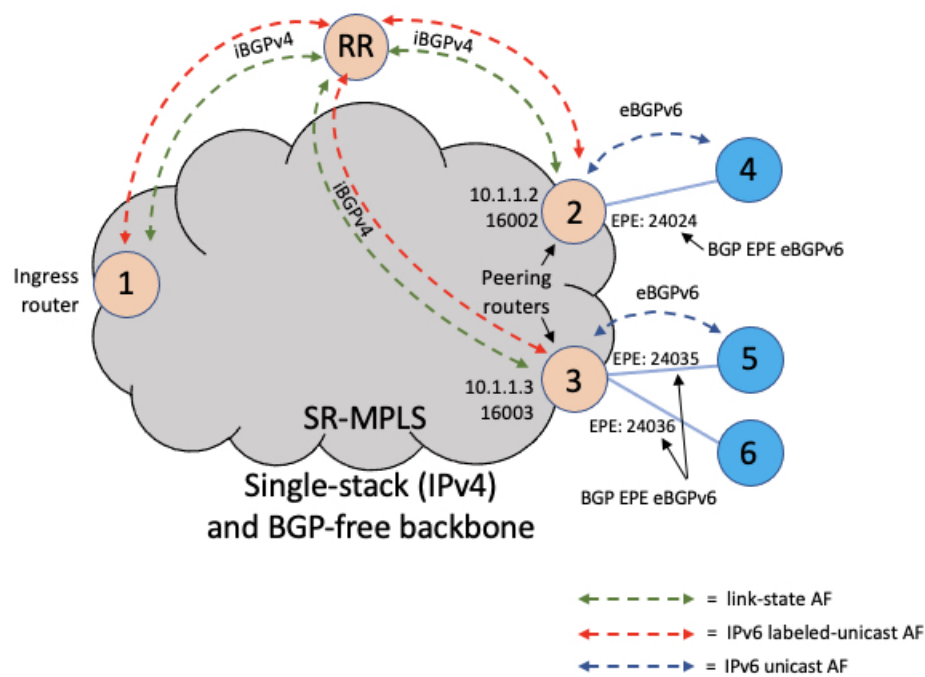 RR
iBGPv4
iBGPv4
eBGPv6
4
10.1.1.2
16002
2
EPE: 24024
BGP EPE eBGPv6
iBGPv4
Ingress
router
1
Peering
routers
eBGPv6
EPE: 24035
5
10.1.1.3
16003
3
EPE: 24036
6
SR-MPLS
BGP EPE eBGPv6
Single-stack (IPv4)
and BGP-free backbone
= link-state AF
= IPv6 labeled-unicast AF
= IPv6 unicast AF